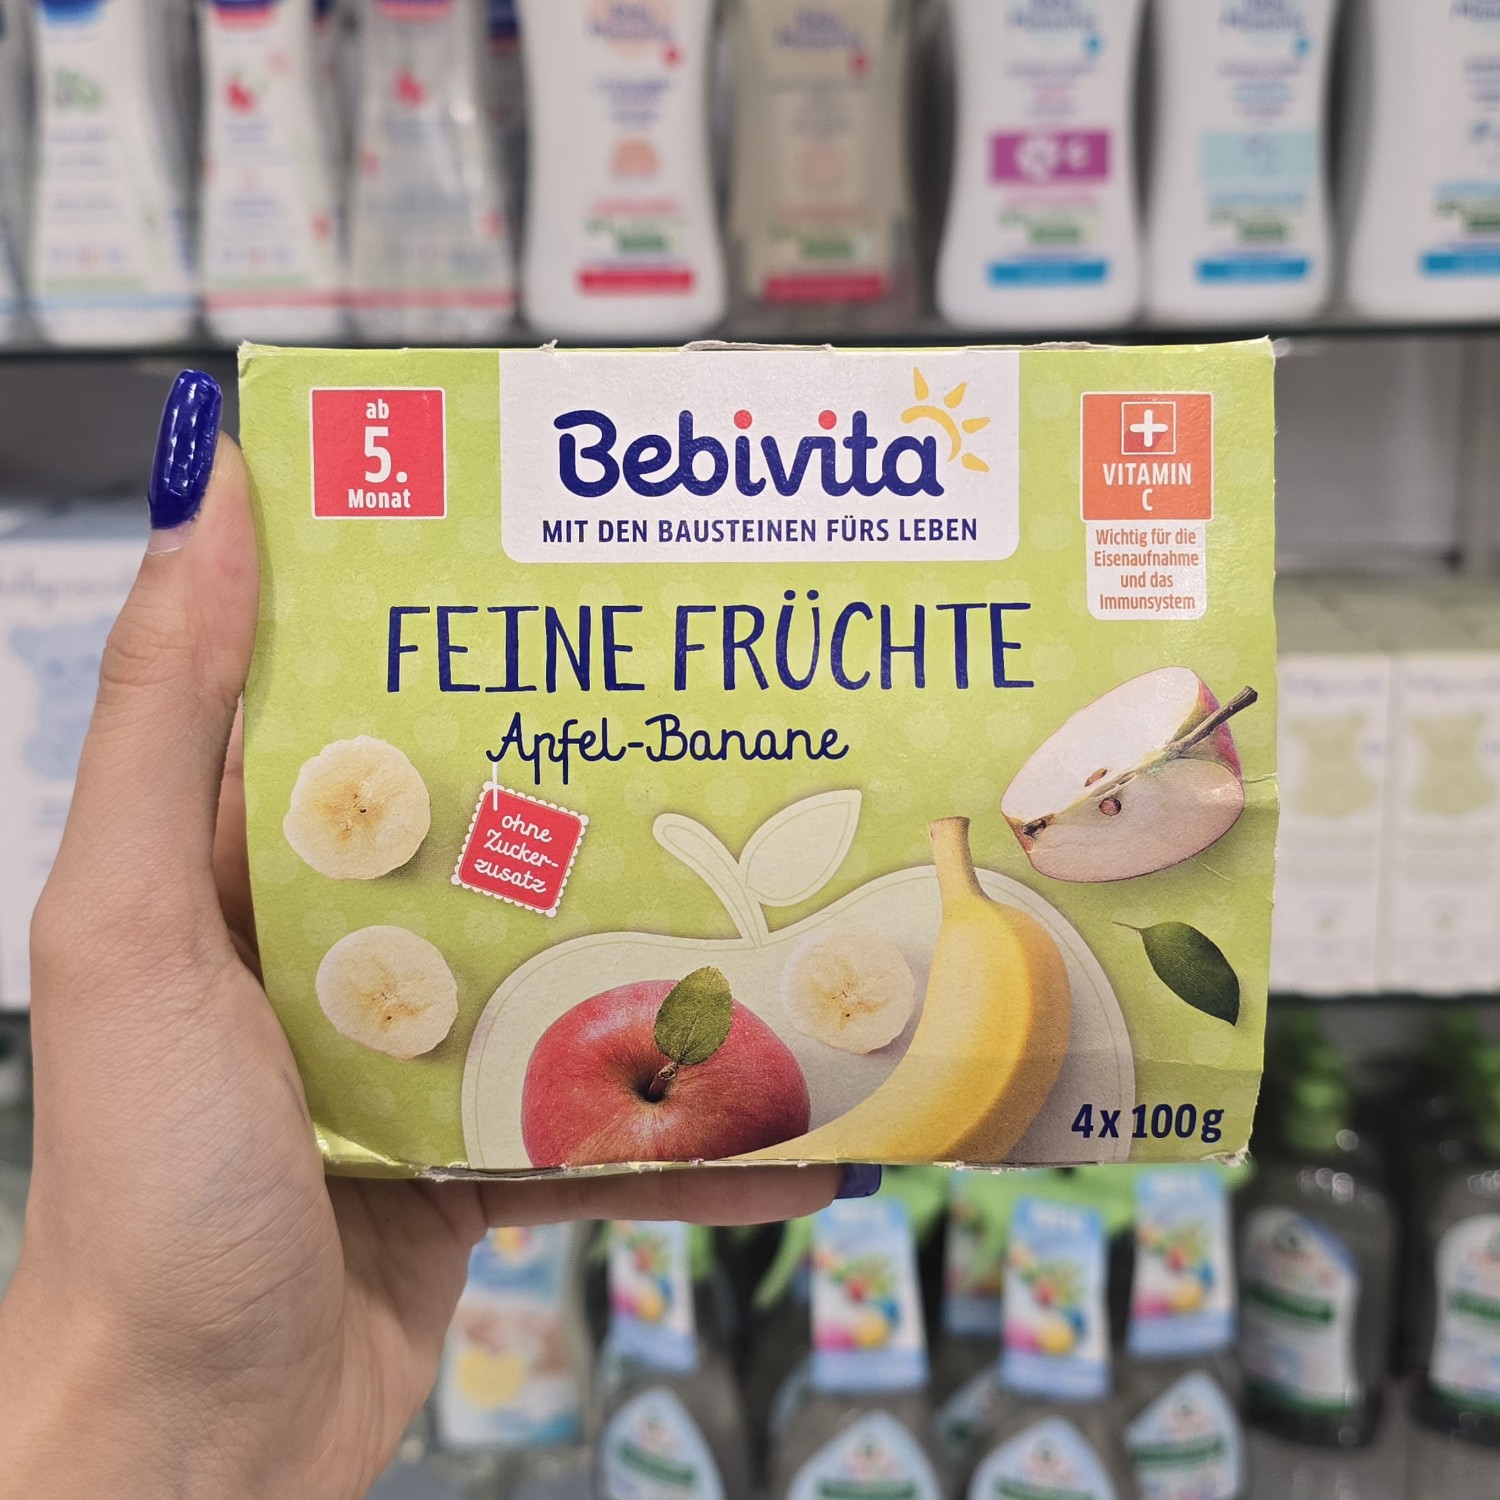 ab
5.
Monat
Bebivita
MIT DEN BAUSTEINEN FÜRS LEBEN
VITAMIN
C
Wichtig für die
Eisenaufnahme
und das
Immunsystem
FEINE FRÜCHTE
Apfel-Banane
ohne
Zucker-
zusatz
4x 100g